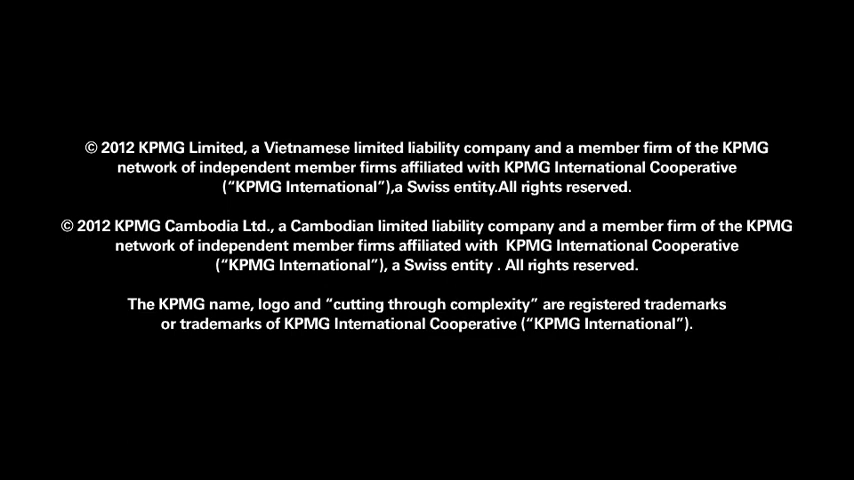 © 2012 KPMG Limited, a Vietnamese limited liability company and a member firm of the KPMG
network of independent member firms affiliated with KPMG International Cooperative
(“KPMG International”),a Swiss entity.All rights reserved.
© 2012 KPMG Cambodia Ltd., a Cambodian limited liability company and a member firm of the KPMG
network of independent member firms affiliated with  KPMG International Cooperative
(“KPMG International”), a Swiss entity . All rights reserved.
The KPMG name, logo and “cutting through complexity” are registered trademarks
or trademarks of KPMG International Cooperative (“KPMG International”).